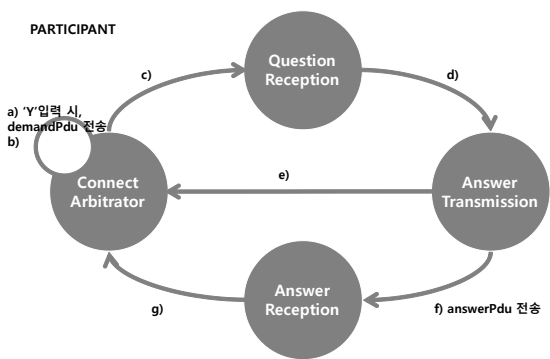 PARTICIPANT
Question
Reception
c)
d)
a) ‘Y’입력 시,
demandPdu 전송
b)
Connect
Arbitrator
e)
Answer
Transmission
Answer
Reception
g)
f) answerPdu 전송